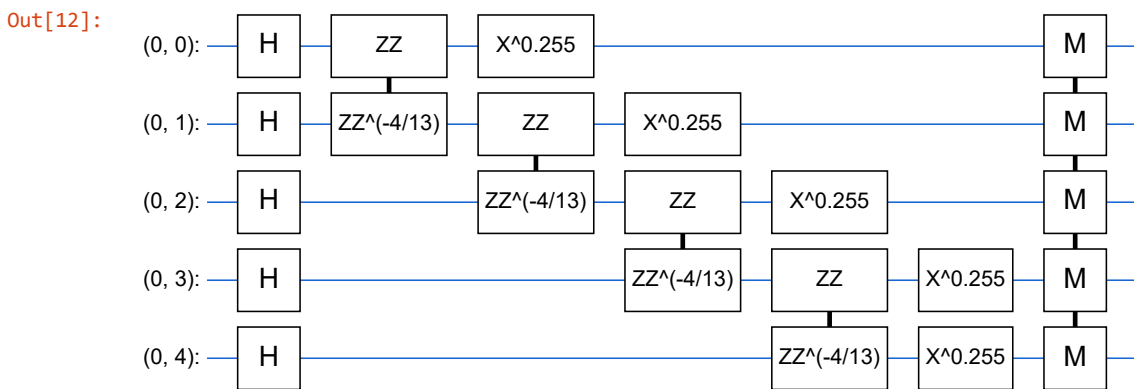 Out[12]:
(0, 0): H ZZ X^0.255 M
(0, 1): H ZZ^(-4/13) ZZ X^0.255 M
(0, 2): H ZZ^(-4/13) ZZ X^0.255 M
(0, 3): H ZZ^(-4/13) ZZ X^0.255 M
(0, 4): H ZZ^(-4/13) X^0.255 M